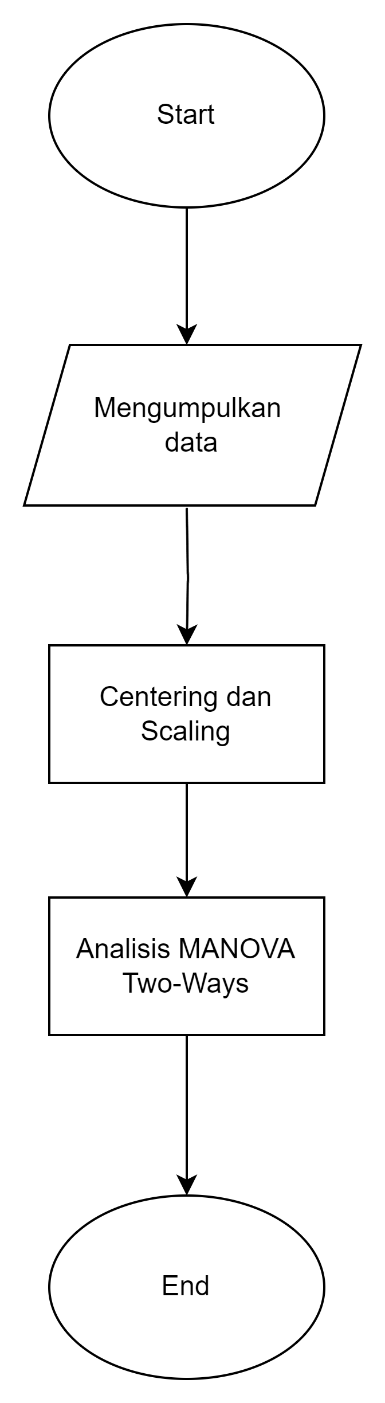 Start
Mengumpulkan
data
Centering dan
Scaling
Analisis MANOVA
Two-Ways
End